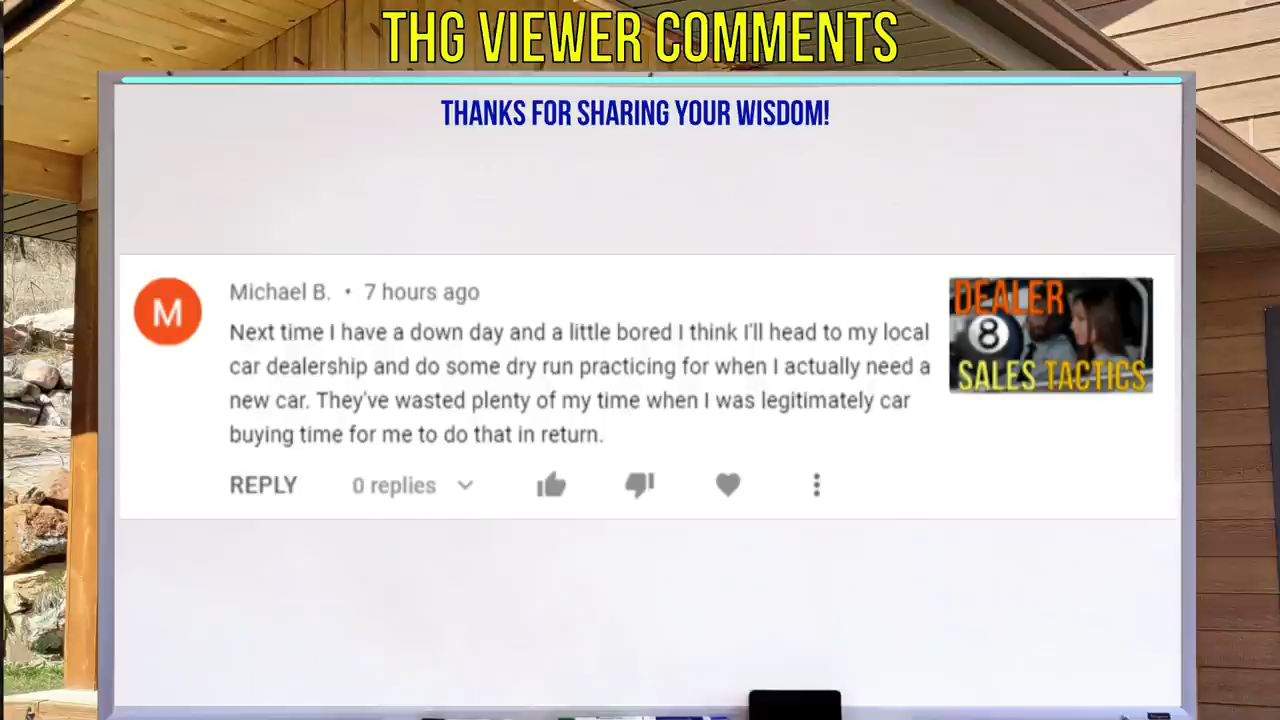 THG VIEWER COMMENTS
THANKS FOR SHARING YOUR WISDOM!
M
Michael B. • 7 hours ago
Next time I have a down day and a little bored I think I'll head to my local
car dealership and do some dry run practicing for when I actually need a
new car. They've wasted plenty of my time when I was legitimately car
buying time for me to do that in return.
REPLY 0 replies
DEALER
8
SALES TACTICS